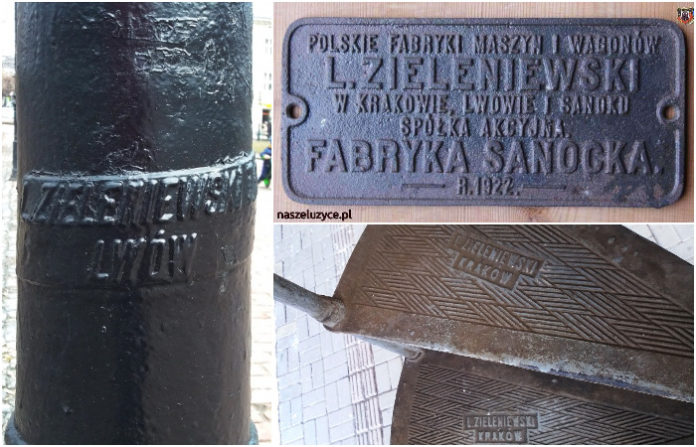 L.ZIELENIEWSKI
LWÓW
POLSKIE FABRYKI MASZYN I WAGONÓW
L.ZIELENIEWSKI
W KRAKOWIE, LWOWIE I SANOKU
SPÓŁKA AKCYJNA.
FABRYKA SANOCKA.
R.1922.
naszeluzyce.pl
L.ZIELENIEWSKI
KRAKÓW
L.ZIELENIEWSKI
KRAKÓW